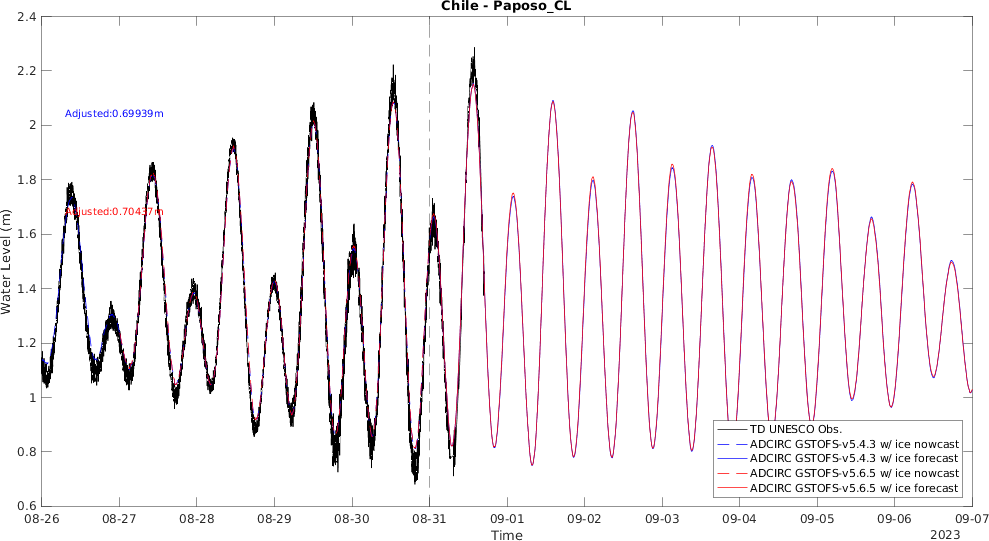 Chile - Paposo_CL
2.4
2.2
2
1.8
1.6
1.4
1.2
1
0.8
0.6
Water Level (m)
Adjusted:0.69939m
Adjusted:0.70437m
TD UNESCO Obs.
ADCIRC GSTOFS-v5.4.3 w/ ice nowcast
ADCIRC GSTOFS-v5.4.3 w/ ice forecast
ADCIRC GSTOFS-v5.6.5 w/ ice nowcast
ADCIRC GSTOFS-v5.6.5 w/ ice forecast
08-26 08-27 08-28 08-29 08-30 08-31 09-01 09-02 09-03 09-04 09-05 09-06 09-07
Time
2023